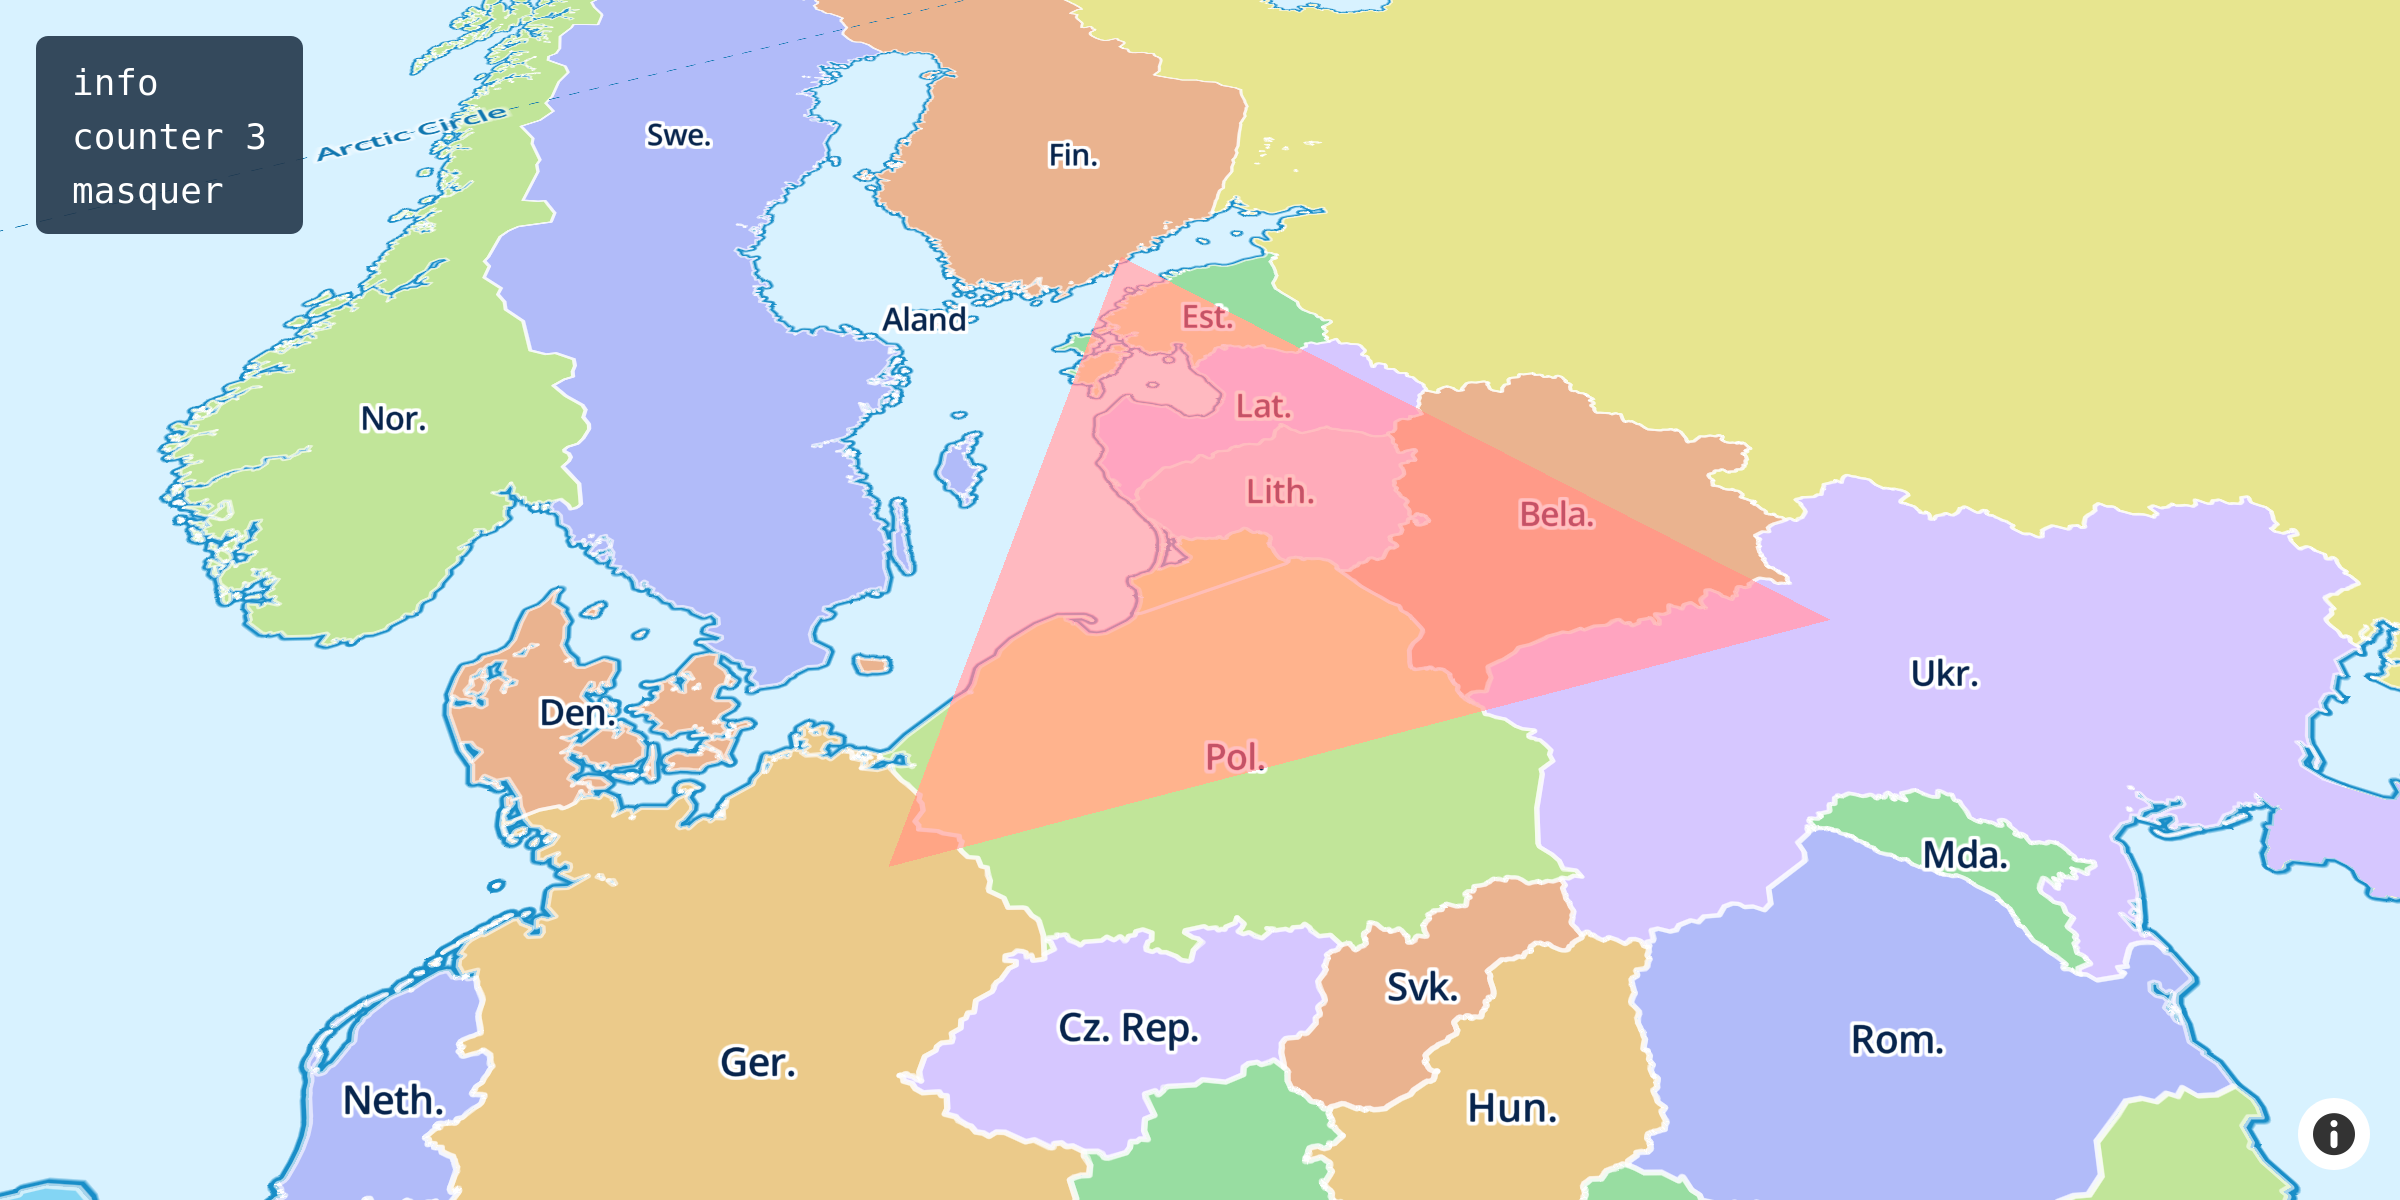 info
counter 3
masquer
Arctic Circle
Swe.
Fin.
Aland
Est.
Nor.
Lat.
Lith.
Bela.
Ukr.
Den.
Pol.
Mda.
Svk.
Cz. Rep.
Rom.
Ger.
Neth.
Hun.